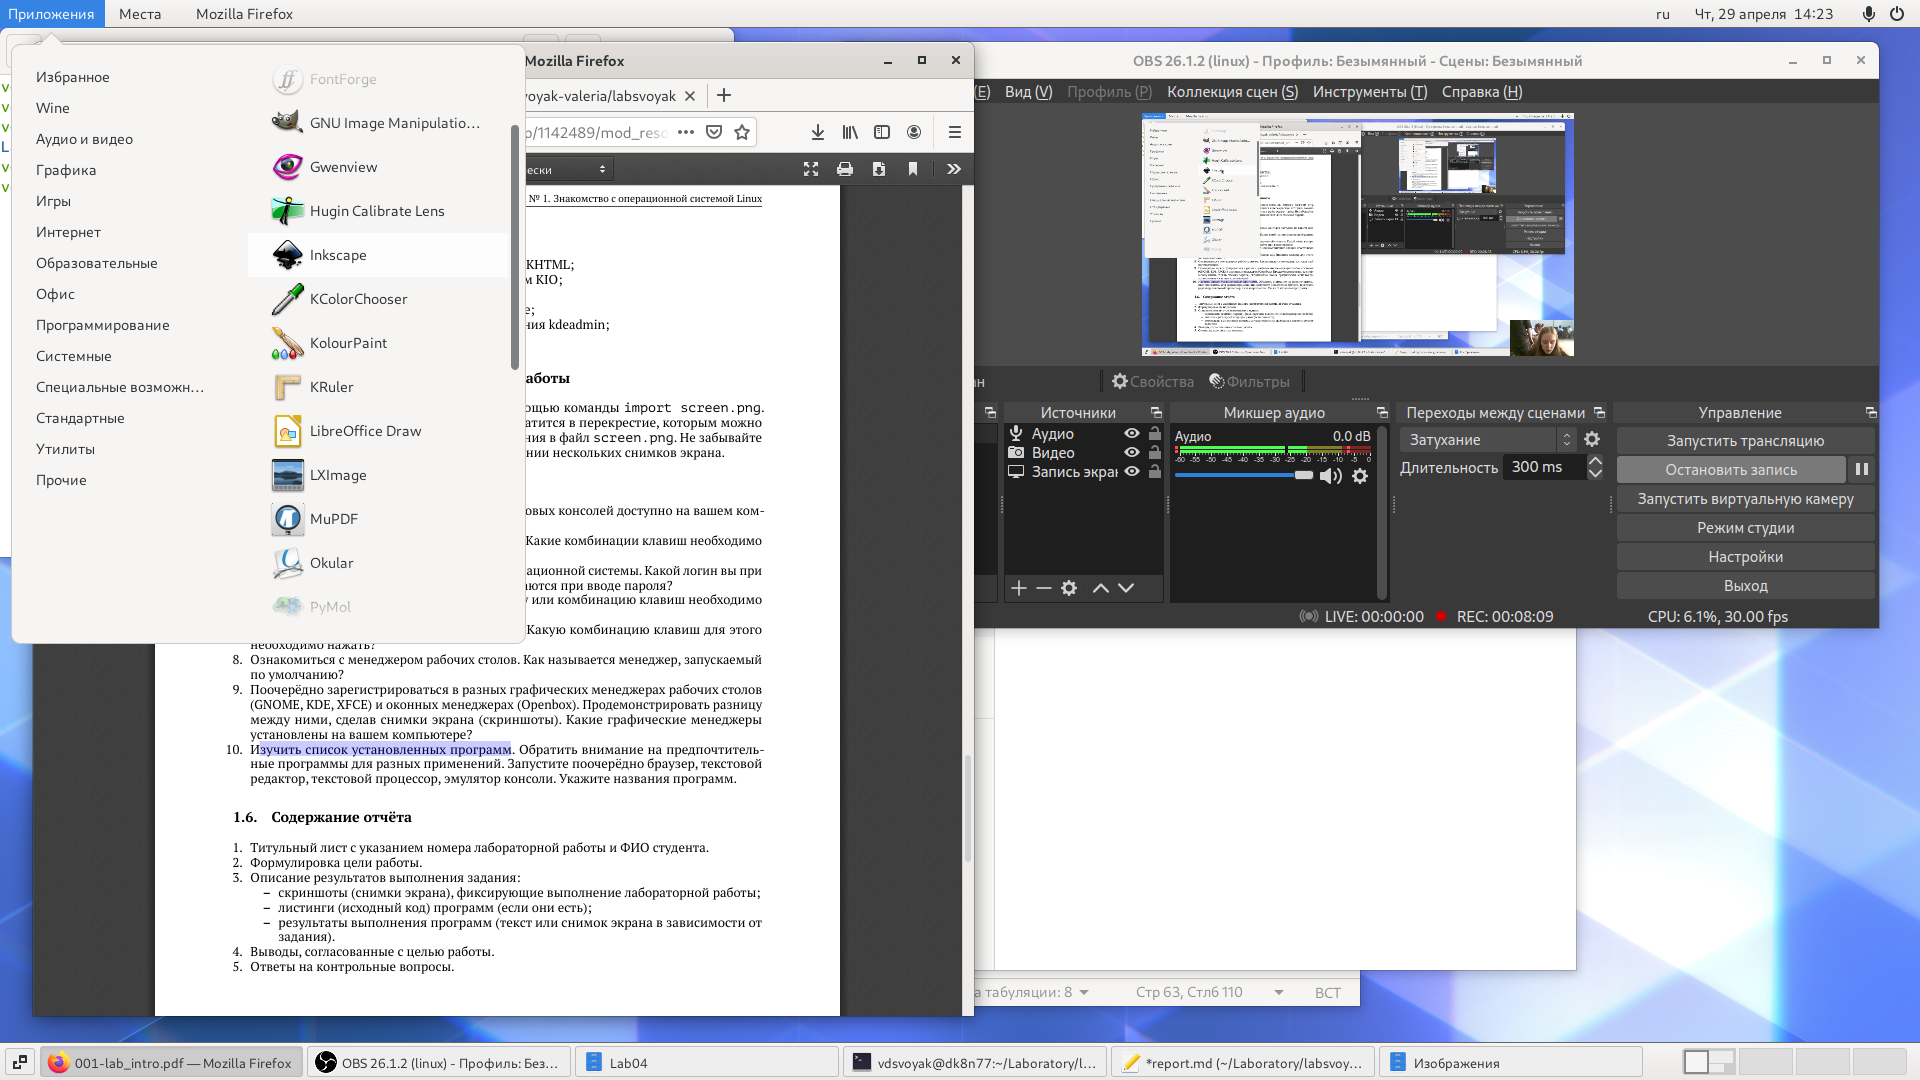 Приложения
Места
Mozilla Firefox
ru
Чт, 29 апреля 14:23
Избранное
Wine
Аудио и видео
Графика
Игры
Интернет
Образовательные
Офис
Программирование
Системные
Специальные возможн…
Стандартные
Утилиты
Прочие
FontForge
GNU Image Manipulatio…
Gwenview
Hugin Calibrate Lens
Inkscape
KColorChooser
KolourPaint
KRuler
LibreOffice Draw
LXImage
MuPDF
Okular
PyMol
Mozilla Firefox
voyak-valeria/labsvoyak
/1142489/mod_reso
ески
№ 1. Знакомство с операционной системой Linux
KHTML;
м KIO;
е;
ния kdeadmin;
аботы
ощью команды import screen.png.
ратится в перекрестие, которым можно
ния в файл screen.png. Не забывайте
нии нескольких снимков экрана.
овых консолей доступно на вашем ком-
Какие комбинации клавиш необходимо
ационной системы. Какой логин вы при
аются при вводе пароля?
или комбинацию клавиш необходимо
Какую комбинацию клавиш для этого
необходимо нажать?
8. Ознакомиться с менеджером рабочих столов. Как называется менеджер, запускаемый
по умолчанию?
9. Поочерёдно зарегистрироваться в разных графических менеджерах рабочих столов
(GNOME, KDE, XFCE) и оконных менеджерах (Openbox). Продемонстрировать разницу
между ними, сделав снимки экрана (скриншоты). Какие графические менеджеры
установлены на вашем компьютере?
10. Изучить список установленных программ. Обратить внимание на предпочтитель-
ные программы для разных применений. Запустите поочерёдно браузер, текстовой
редактор, текстовой процессор, эмулятор консоли. Укажите названия программ.
1.6. Содержание отчёта
1. Титульный лист с указанием номера лабораторной работы и ФИО студента.
2. Формулировка цели работы.
3. Описание результатов выполнения задания:
– скриншоты (снимки экрана), фиксирующие выполнение лабораторной работы;
– листинги (исходный код) программ (если они есть);
– результаты выполнения программ (текст или снимок экрана в зависимости от
задания).
4. Выводы, согласованные с целью работы.
5. Ответы на контрольные вопросы.
OBS 26.1.2 (linux) - Профиль: Безымянный - Сцены: Безымянный
(E) Вид (V) Профиль (P) Коллекция сцен (S) Инструменты (T) Справка (H)
ан
Свойства
Фильтры
Источники
Аудио
Видео
Запись экран
Микшер аудио
Аудио
0.0 dB
-60 -55 -50 -45 -40 -35 -30 -25 -20 -15 -10 -5 0
Переходы между сценами
Затухание
Длительность 300 ms
Управление
Запустить трансляцию
Остановить запись
Запустить виртуальную камеру
Режим студии
Настройки
Выход
LIVE: 00:00:00
REC: 00:08:09
CPU: 6.1%, 30.00 fps
а табуляции: 8
Стр 63, Стлб 110
ВСТ
001-lab_intro.pdf — Mozilla Firefox
OBS 26.1.2 (linux) - Профиль: Без…
Lab04
vdsvoyak@dk8n77:~/Laboratory/l…
*report.md (~/Laboratory/labsvoy…
Изображения